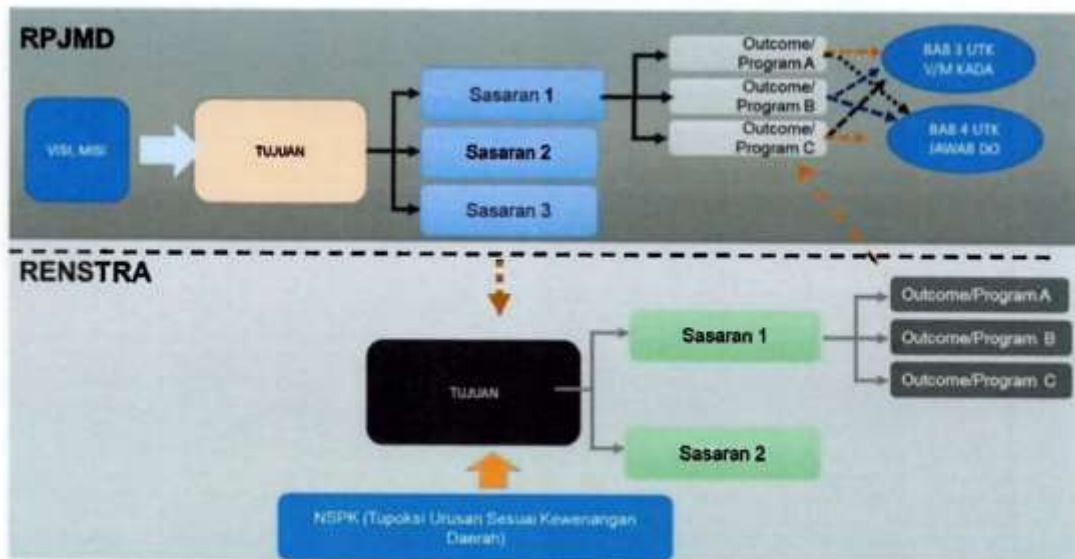 RPJMD
VISI, MISI
TUJUAN
Sasaran 1
Sasaran 2
Sasaran 3
Outcome/
Program A
Outcome/
Program B
Outcome/
Program C
BAB 3 UTK
V/M KADA
BAB 4 UTK
JAWAB DO
RENSTRA
TUJUAN
Sasaran 1
Sasaran 2
Outcome/Program A
Outcome/Program B
Outcome/Program C
NSPK (Tupoksi Urusan Sesuai Kewenangan
Daerah)